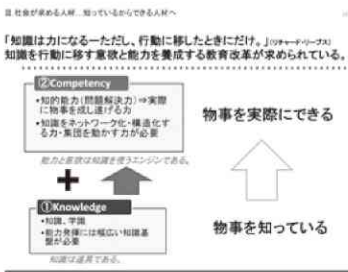 Ⅲ 社会が求める人材…知っているからできる人材へ
「知識は力になるーただし、行動に移したときにだけ。」(リチャード・リーブス)
知識を行動に移す意欲と能力を養成する教育改革が求められている。
②Competency
•知的能力(問題解決力)⇒実際
に物事を成し遂げる力
•知識をネットワーク化・構造化す
る力・集団を動かす力が必要
物事を実際にできる
能力と意欲は知識を使うエンジンである。
+
①Knowledge
•知識、学識
•能力発揮には幅広い知識基
盤が必要
物事を知っている
知識は道具である。